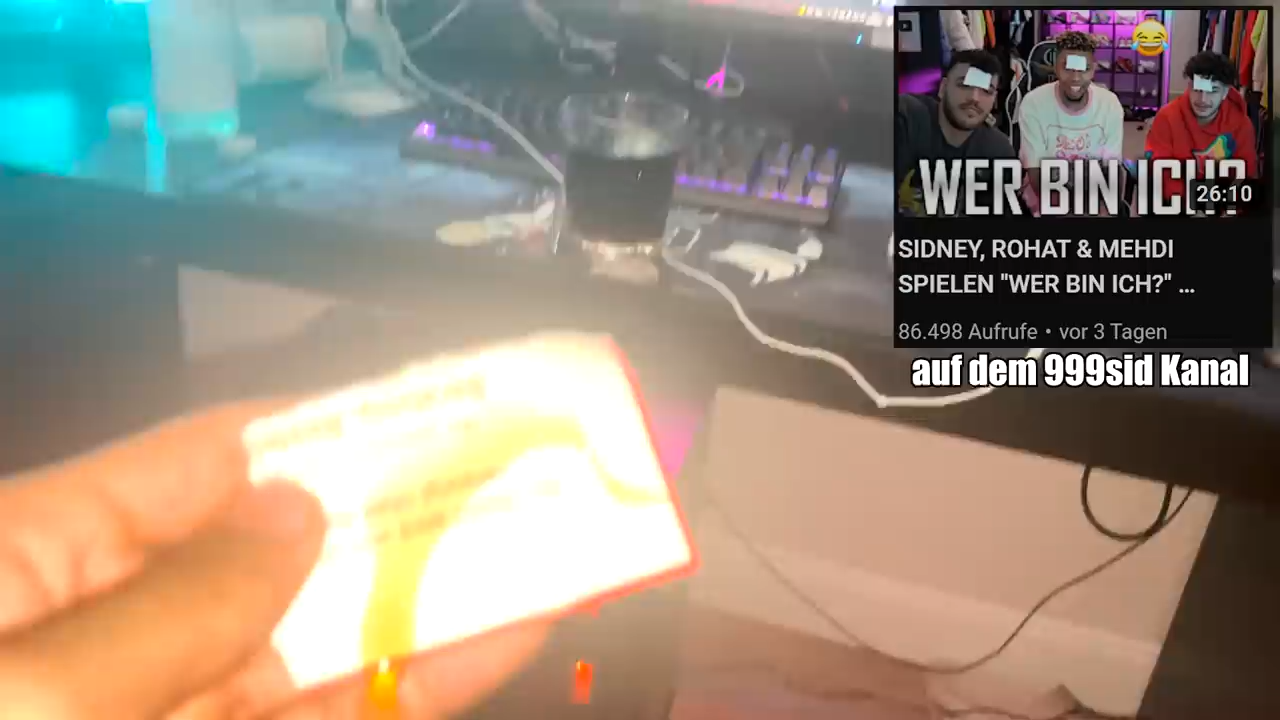 WER BIN ICH?
26:10
SIDNEY, ROHAT & MEHDI
SPIELEN "WER BIN ICH?" ...
86.498 Aufrufe • vor 3 Tagen
auf dem 999sid Kanal